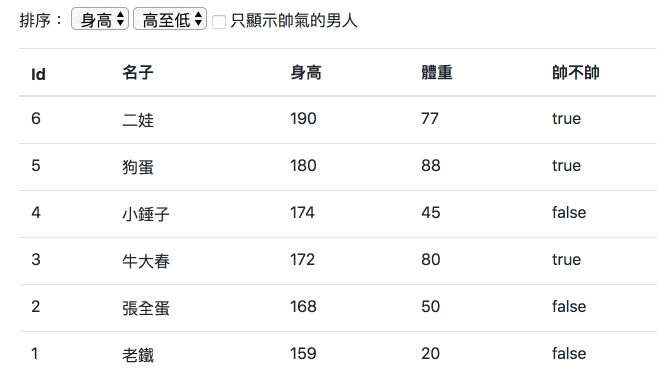 排序： 身高 高至低 只顯示帥氣的男人
Id 名子 身高 體重 帥不帥
6 二娃 190 77 true
5 狗蛋 180 88 true
4 小錘子 174 45 false
3 牛大春 172 80 true
2 張全蛋 168 50 false
1 老鐵 159 20 false